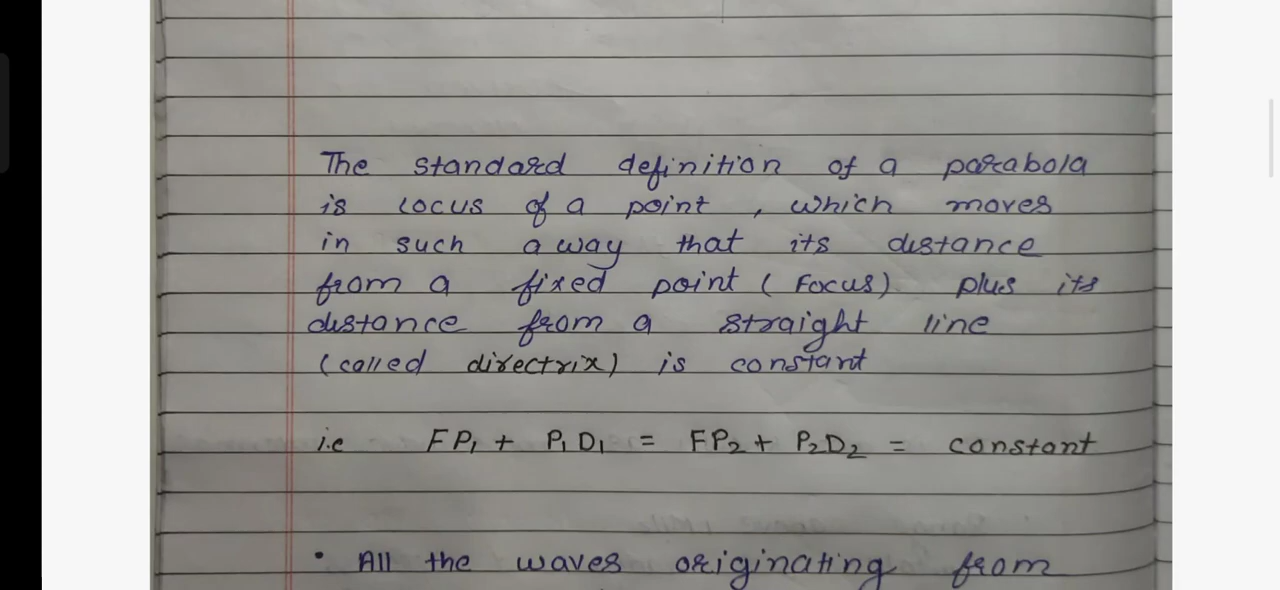 The standard definition of a parabola
is locus of a point , which moves
in such a way that its distance
from a fixed point ( Focus) plus its
distance from a straight line
(called directrix) is constant
i.e FP₁ + P₁D₁ = FP₂ + P₂D₂ = constant
• All the waves originating from